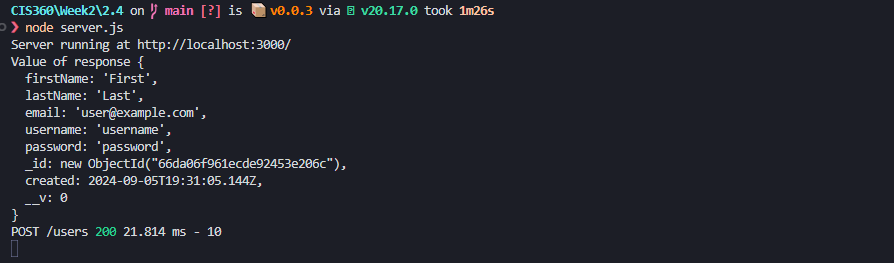 CIS360\Week2\2.4 on main [?] is v0.0.3 via v20.17.0 took 1m26s
❯ node server.js
Server running at http://localhost:3000/
Value of response {
  firstName: 'First',
  lastName: 'Last',
  email: 'user@example.com',
  username: 'username',
  password: 'password',
  _id: new ObjectId("66da06f961ecde92453e206c"),
  created: 2024-09-05T19:31:05.144Z,
  __v: 0
}
POST /users 200 21.814 ms - 10